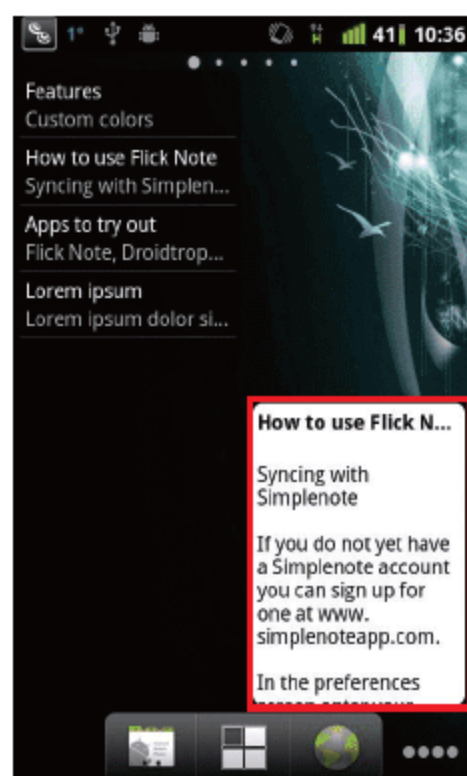 1° 41 10:36
Features
Custom colors
How to use Flick Note
Syncing with Simplen...
Apps to try out
Flick Note, Droidtrop...
Lorem ipsum
Lorem ipsum dolor si...
How to use Flick N...
Syncing with
Simplenote
If you do not yet have
a Simplenote account
you can sign up for
one at www.
simplenoteapp.com.
In the preferences